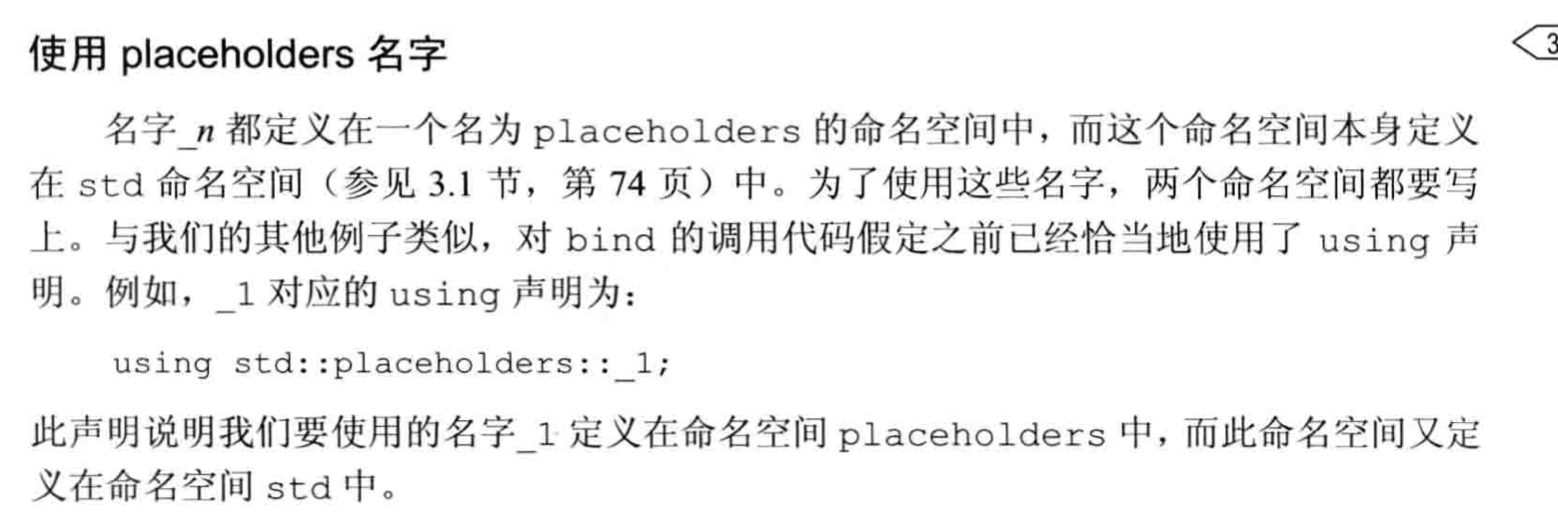 使用 placeholders 名字
3
名字_n 都定义在一个名为 placeholders 的命名空间中，而这个命名空间本身定义
在 std 命名空间（参见 3.1 节，第 74 页）中。为了使用这些名字，两个命名空间都要写
上。与我们的其他例子类似，对 bind 的调用代码假定之前已经恰当地使用了 using 声
明。例如，_1 对应的 using 声明为：
using std::placeholders::_1;
此声明说明我们要使用的名字_1 定义在命名空间 placeholders 中，而此命名空间又定
义在命名空间 std 中。